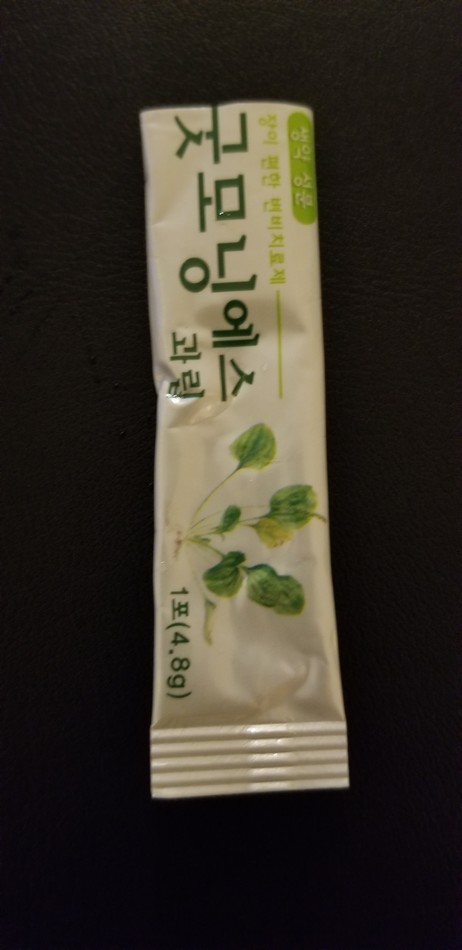 생약 성분
장이 편한 변비치료제
굿모닝에스
과립
1포(4.8g)